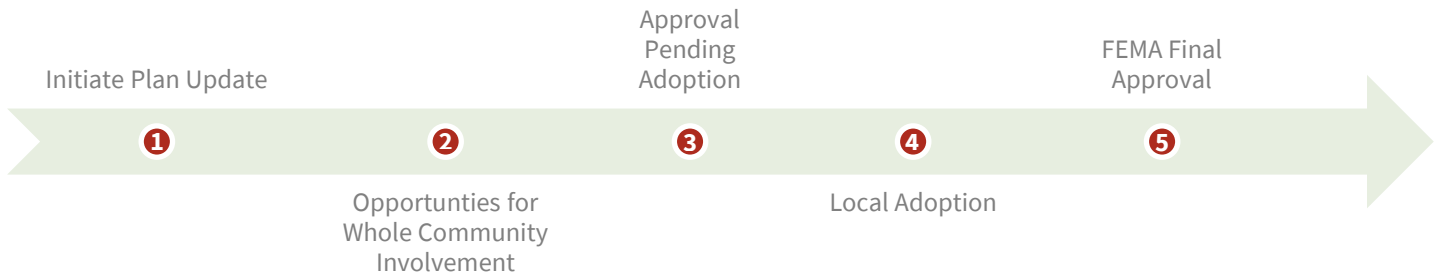 Initiate Plan Update
1
Opportunties for
Whole Community
Involvement
2
Approval
Pending
Adoption
3
Local Adoption
4
FEMA Final
Approval
5